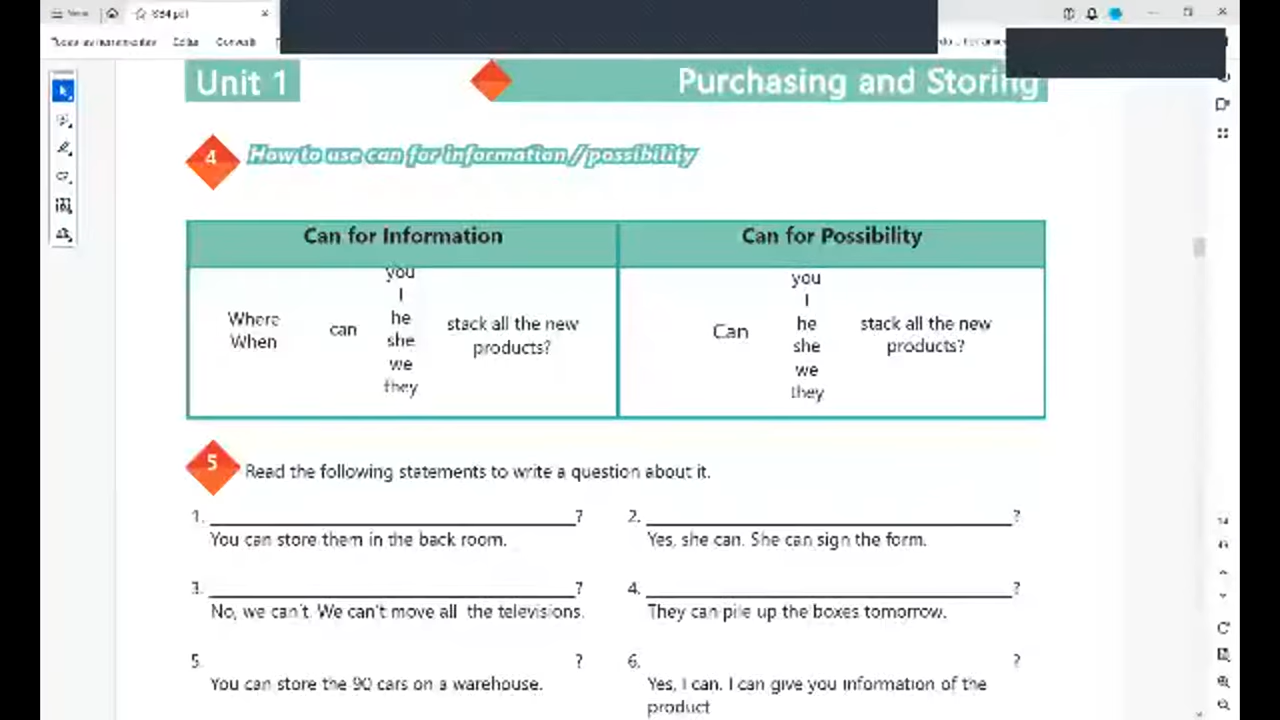 Unit 1
Purchasing and Storing
4
How to use can for information/possibility
Can for Information
Can for Possibility
Where
When
can
you
I
he
she
we
they
stack all the new
products?
Can
you
I
he
she
we
they
stack all the new
products?
5
Read the following statements to write a question about it.
1. ?
You can store them in the back room.
2. ?
Yes, she can. She can sign the form.
3. ?
No, we can't. We can't move all the televisions.
4. ?
They can pile up the boxes tomorrow.
5. ?
You can store the 90 cars on a warehouse.
6. ?
Yes, I can. I can give you information of the
product